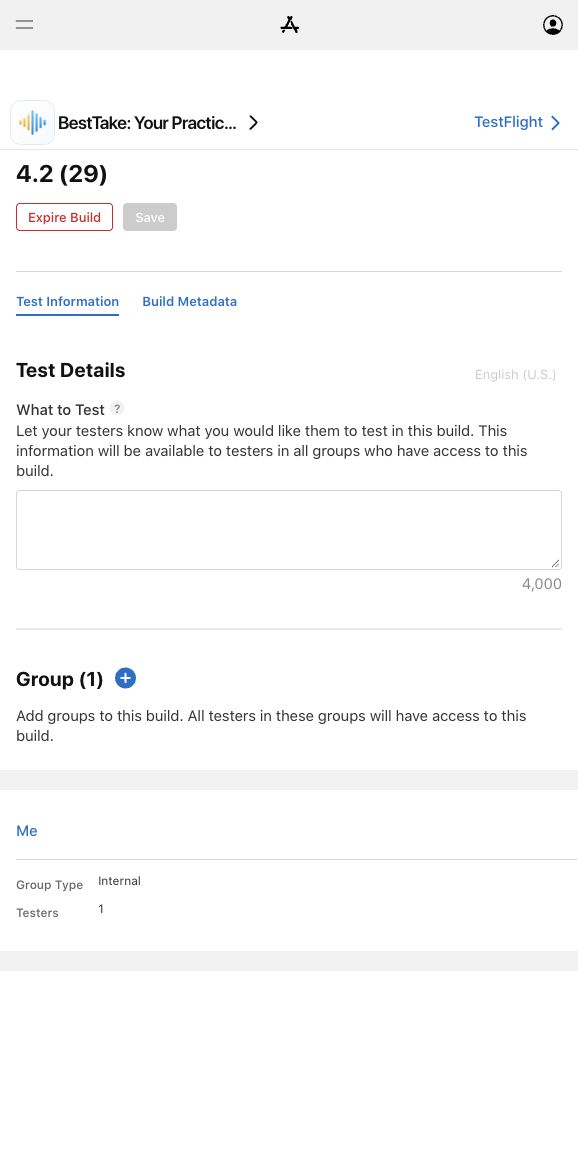 BestTake: Your Practic...
TestFlight
4.2 (29)
Expire Build
Save
Test Information
Build Metadata
Test Details
English (U.S.)
What to Test ?
Let your testers know what you would like them to test in this build. This
information will be available to testers in all groups who have access to this
build.
4,000
Group (1)
Add groups to this build. All testers in these groups will have access to this
build.
Me
Group Type
Internal
Testers
1